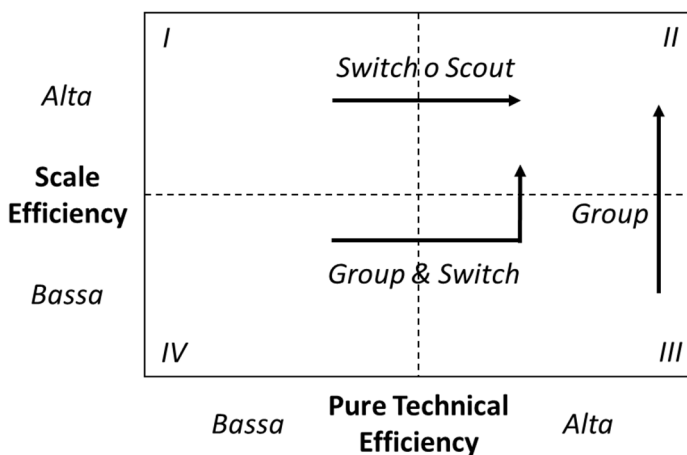 I
II
Switch o Scout
Alta
Scale
Efficiency
Group
Group & Switch
Bassa
IV
III
Bassa
Pure Technical
Efficiency
Alta